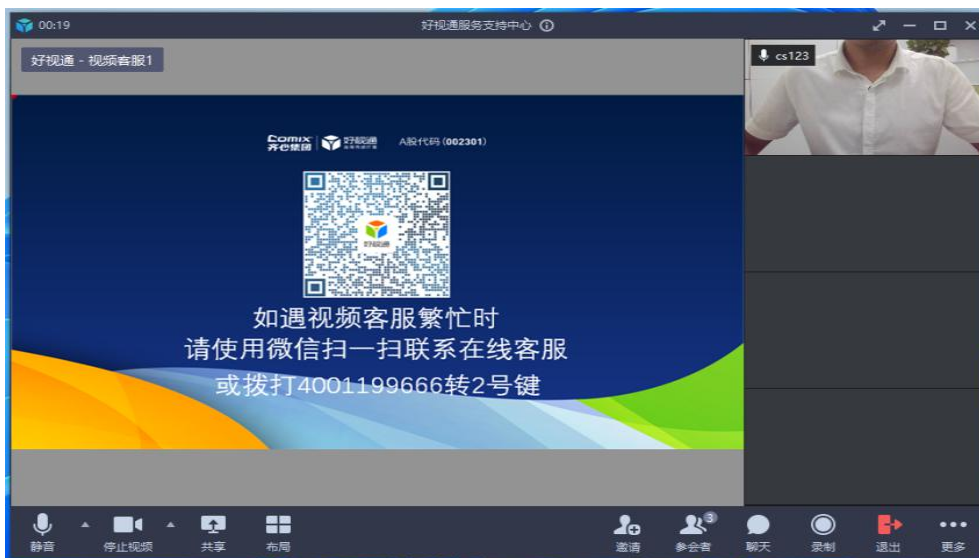 00:19
好视通服务支持中心
好视通 - 视频客服1
cs123
COMIX
齐心集团
好视通
A股代码 (002301)
好视通
如遇视频客服繁忙时
请使用微信扫一扫联系在线客服
或拨打4001199666转2号键
静音
停止视频
共享
布局
邀请
参会者
3
聊天
录制
退出
更多